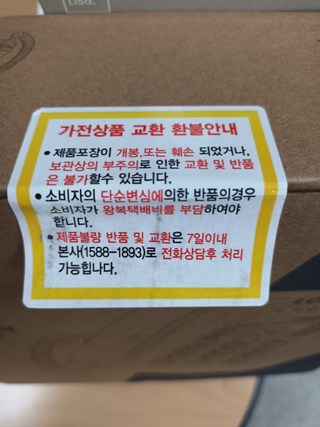 가전상품 교환 환불안내
• 제품포장이 개봉,또는 훼손 되었거나,
보관상의 부주의로 인한 교환 및 반품
은 불가할수 있습니다.
• 소비자의 단순변심에의한 반품의경우
소비자가 왕복택배비를 부담하여야
합니다.
• 제품불량 반품 및 교환은 7일이내
본사(1588-1893)로 전화상담후 처리
가능힙니다.